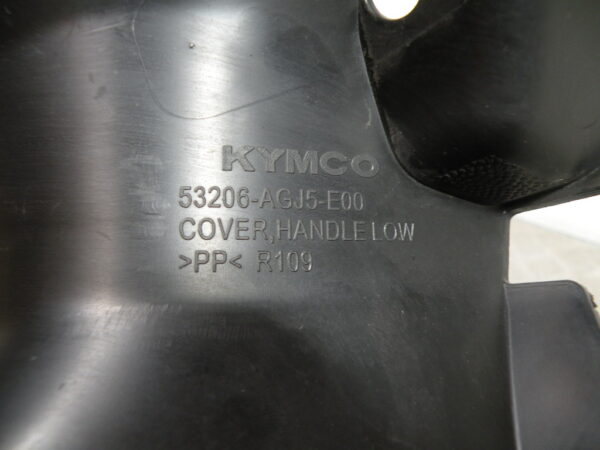 KYMCO
53206-AGJ5-E00
COVER,HANDLE LOW
>PP< R109